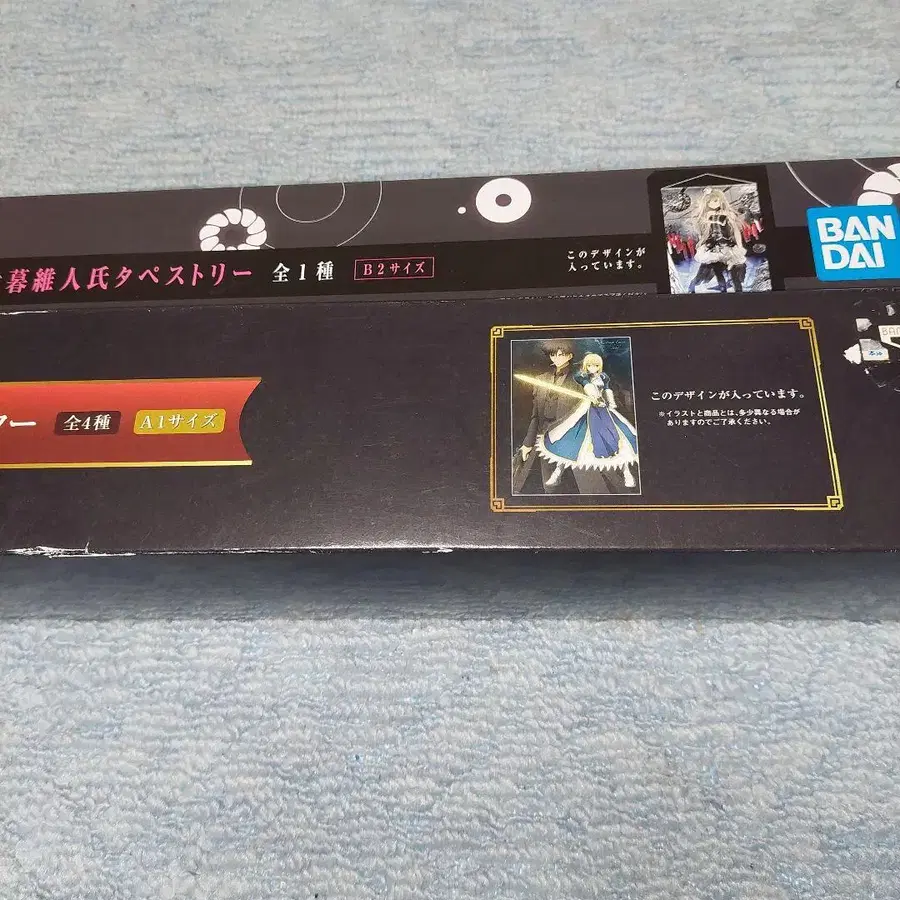 暮維人氏タペストリー 全1種 B2サイズ
このデザインが
入っています。
BAN
DAI
ー 全4種 A1サイズ
このデザインが入っています。
※イラストと商品とは、多少異なる場合が
ありますのでご了承ください。
BAN